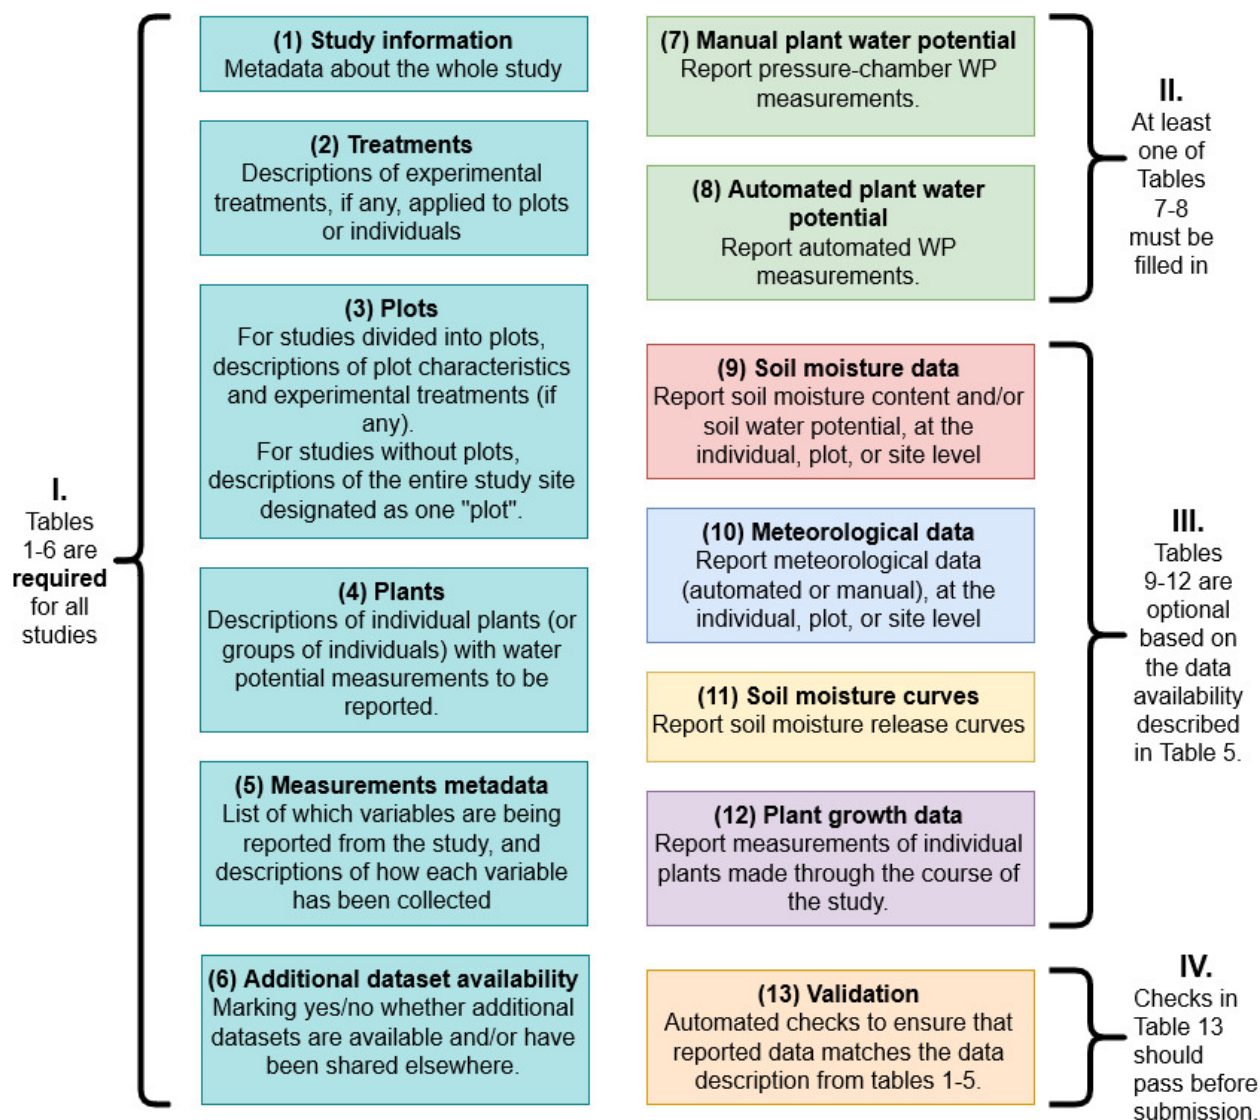 I.
Tables
1-6 are
required
for all
studies
(1) Study information
Metadata about the whole study
(2) Treatments
Descriptions of experimental
treatments, if any, applied to plots
or individuals
(3) Plots
For studies divided into plots,
descriptions of plot characteristics
and experimental treatments (if
any).
For studies without plots,
descriptions of the entire study site
designated as one "plot".
(4) Plants
Descriptions of individual plants (or
groups of individuals) with water
potential measurements to be
reported.
(5) Measurements metadata
List of which variables are being
reported from the study, and
descriptions of how each variable
has been collected
(6) Additional dataset availability
Marking yes/no whether additional
datasets are available and/or have
been shared elsewhere.
(7) Manual plant water potential
Report pressure-chamber WP
measurements.
(8) Automated plant water
potential
Report automated WP
measurements.
II.
At least
one of
Tables
7-8
must be
filled in
(9) Soil moisture data
Report soil moisture content and/or
soil water potential, at the
individual, plot, or site level
(10) Meteorological data
Report meteorological data
(automated or manual), at the
individual, plot, or site level
(11) Soil moisture curves
Report soil moisture release curves
(12) Plant growth data
Report measurements of individual
plants made through the course of
the study.
III.
Tables
9-12 are
optional
based on
the data
availability
described
in Table 5.
(13) Validation
Automated checks to ensure that
reported data matches the data
description from tables 1-5.
IV.
Checks in
Table 13
should
pass before
submission.